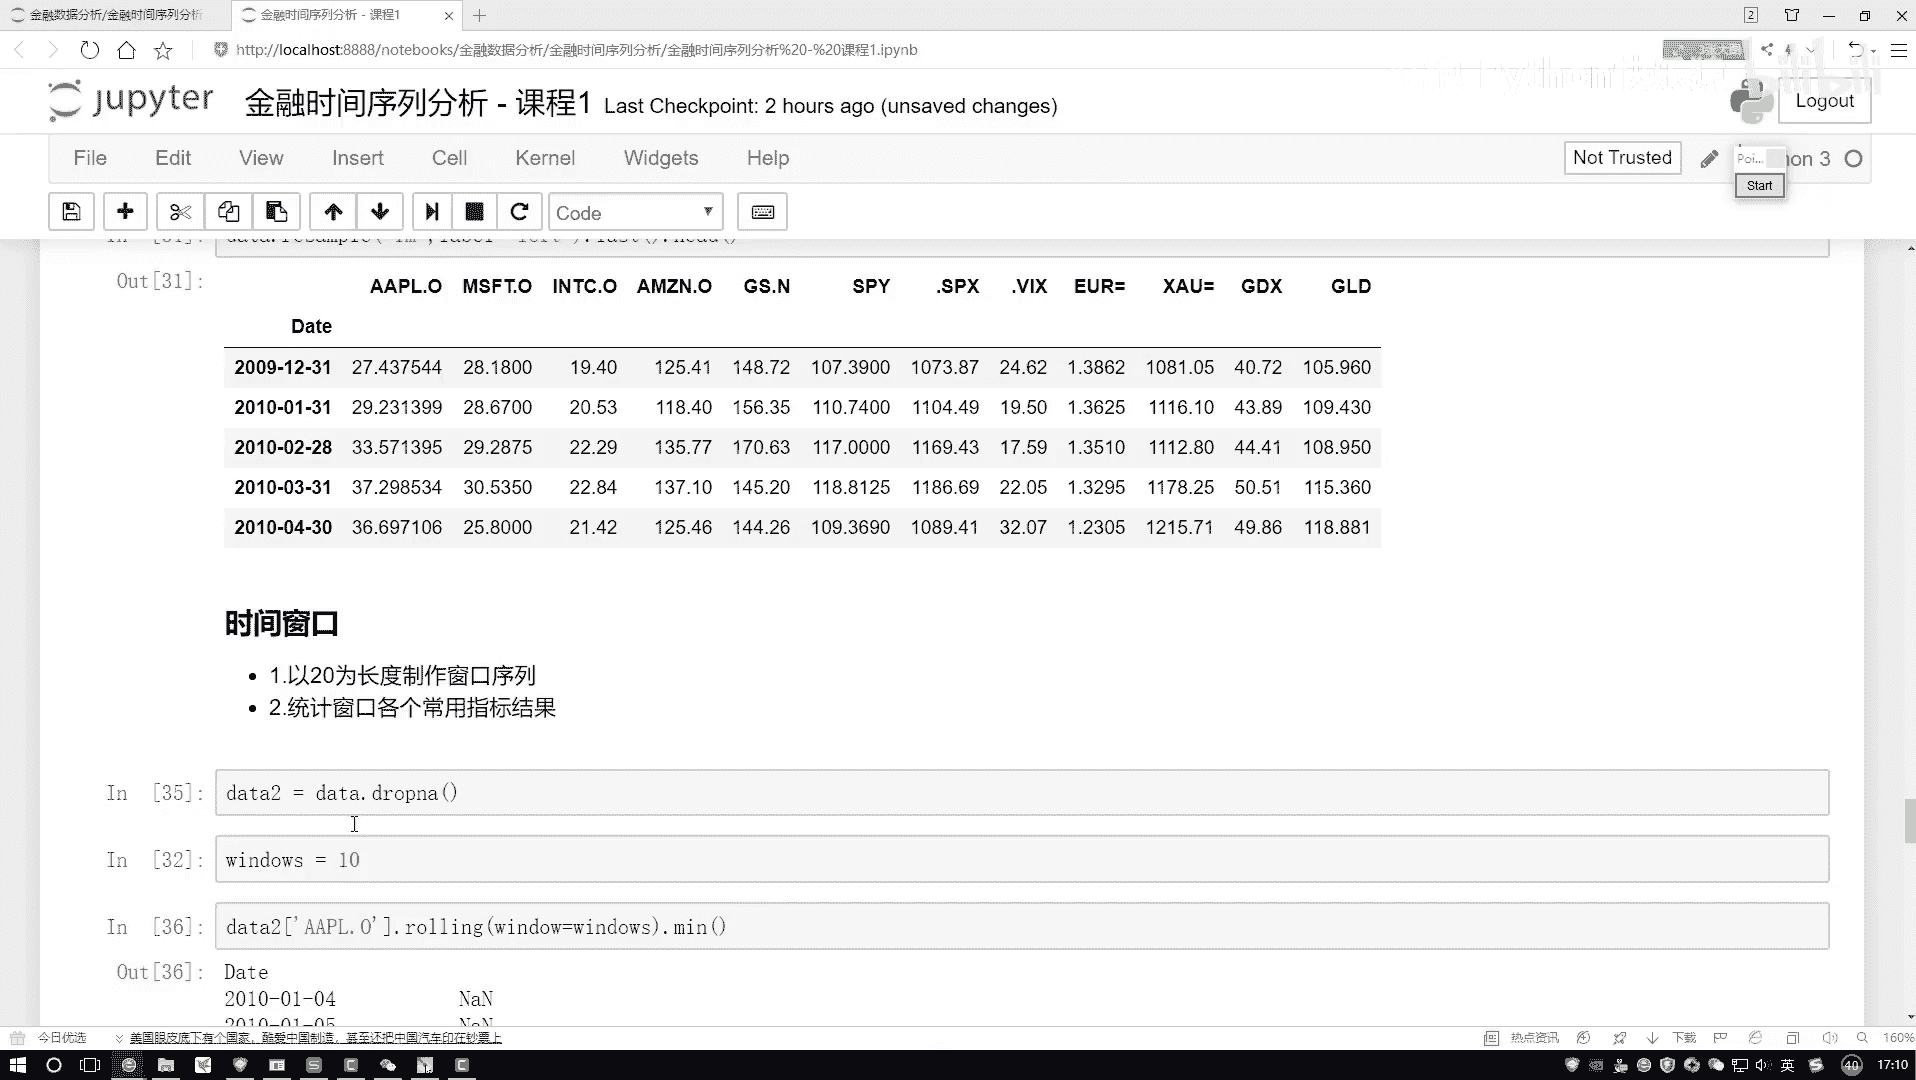 金融数据分析/金融时间序列分析
金融时间序列分析 - 课程1
2
http://localhost:8888/notebooks/金融数据分析/金融时间序列分析/金融时间序列分析%20-%20课程1.ipynb
bilibili
jupyter 金融时间序列分析 - 课程1 Last Checkpoint: 2 hours ago (unsaved changes)
Logout
File Edit View Insert Cell Kernel Widgets Help
Not Trusted
Poi... hon 3
Start
Code
Out[31]:
AAPL.O MSFT.O INTC.O AMZN.O GS.N SPY .SPX .VIX EUR= XAU= GDX GLD
Date
2009-12-31 27.437544 28.1800 19.40 125.41 148.72 107.3900 1073.87 24.62 1.3862 1081.05 40.72 105.960
2010-01-31 29.231399 28.6700 20.53 118.40 156.35 110.7400 1104.49 19.50 1.3625 1116.10 43.89 109.430
2010-02-28 33.571395 29.2875 22.29 135.77 170.63 117.0000 1169.43 17.59 1.3510 1112.80 44.41 108.950
2010-03-31 37.298534 30.5350 22.84 137.10 145.20 118.8125 1186.69 22.05 1.3295 1178.25 50.51 115.360
2010-04-30 36.697106 25.8000 21.42 125.46 144.26 109.3690 1089.41 32.07 1.2305 1215.71 49.86 118.881
时间窗口
1.以20为长度制作窗口序列
2.统计窗口各个常用指标结果
In [35]: data2 = data.dropna()
In [32]: windows = 10
In [36]: data2['AAPL.O'].rolling(window=windows).min()
Out[36]: Date
2010-01-04 NaN
2010-01-05 NaN
今日优选 美国眼皮底下有个国家，酷爱中国制造，甚至还把中国汽车印在钞票上 热点资讯 下载 160%
英 40 17:10